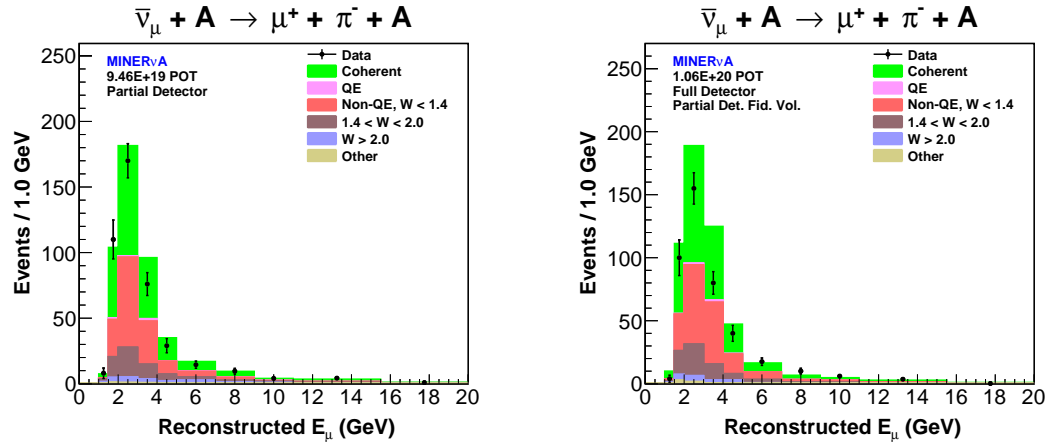 ν̅μ + A → μ⁺ + π⁻ + A
MINERνA
9.46E+19 POT
Partial Detector
Data
Coherent
QE
Non-QE, W < 1.4
1.4 < W < 2.0
W > 2.0
Other
Events / 1.0 GeV
250
200
150
100
50
0
0 2 4 6 8 10 12 14 16 18 20
Reconstructed Eμ (GeV)
ν̅μ + A → μ⁺ + π⁻ + A
MINERνA
1.06E+20 POT
Full Detector
Partial Det. Fid. Vol.
Data
Coherent
QE
Non-QE, W < 1.4
1.4 < W < 2.0
W > 2.0
Other
Events / 1.0 GeV
250
200
150
100
50
0
0 2 4 6 8 10 12 14 16 18 20
Reconstructed Eμ (GeV)